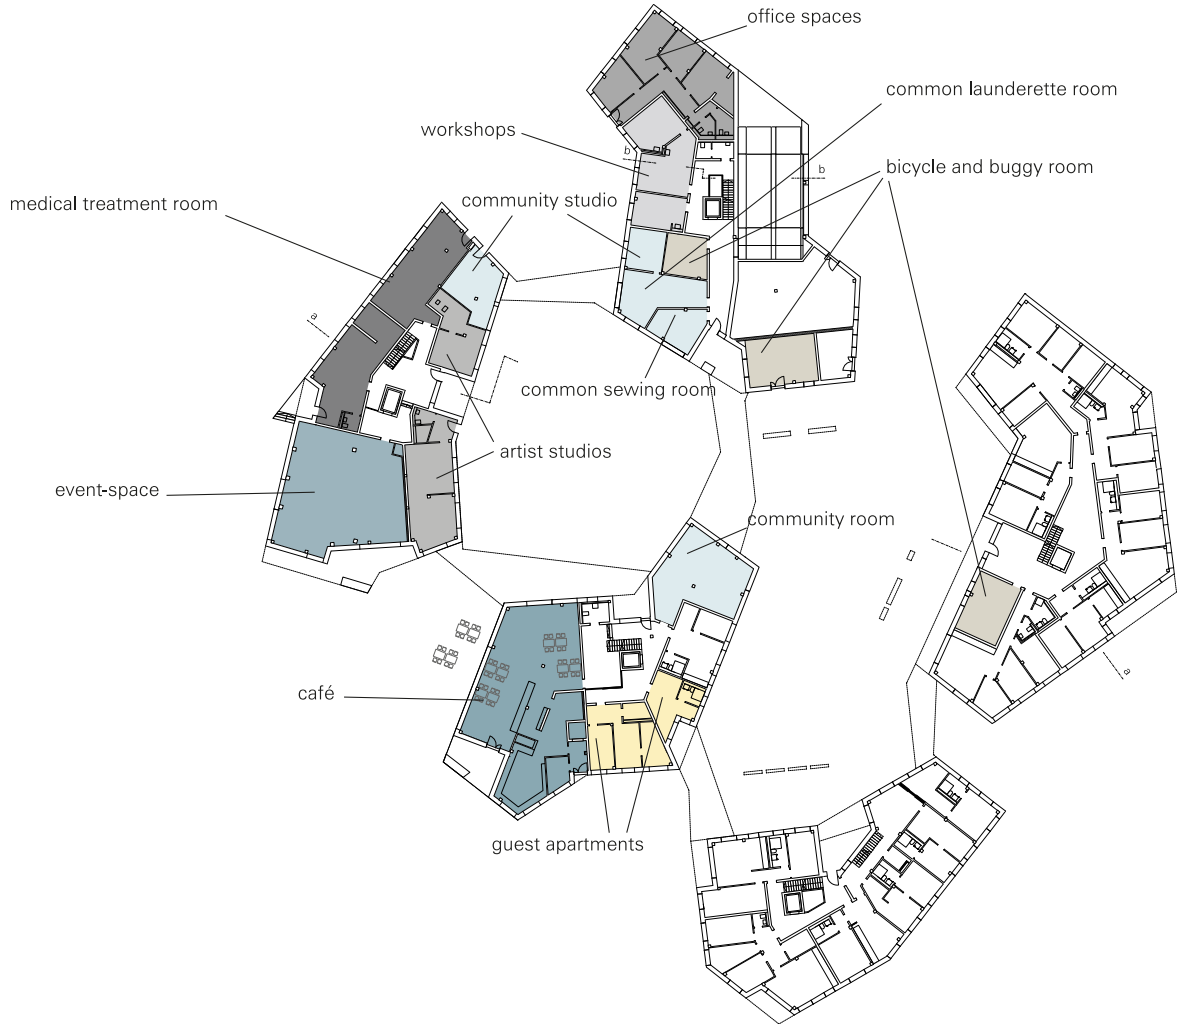 office spaces
common launderette room
workshops
b
b
bicycle and buggy room
medical treatment room
community studio
a
common sewing room
artist studios
event-space
community room
a
café
guest apartments